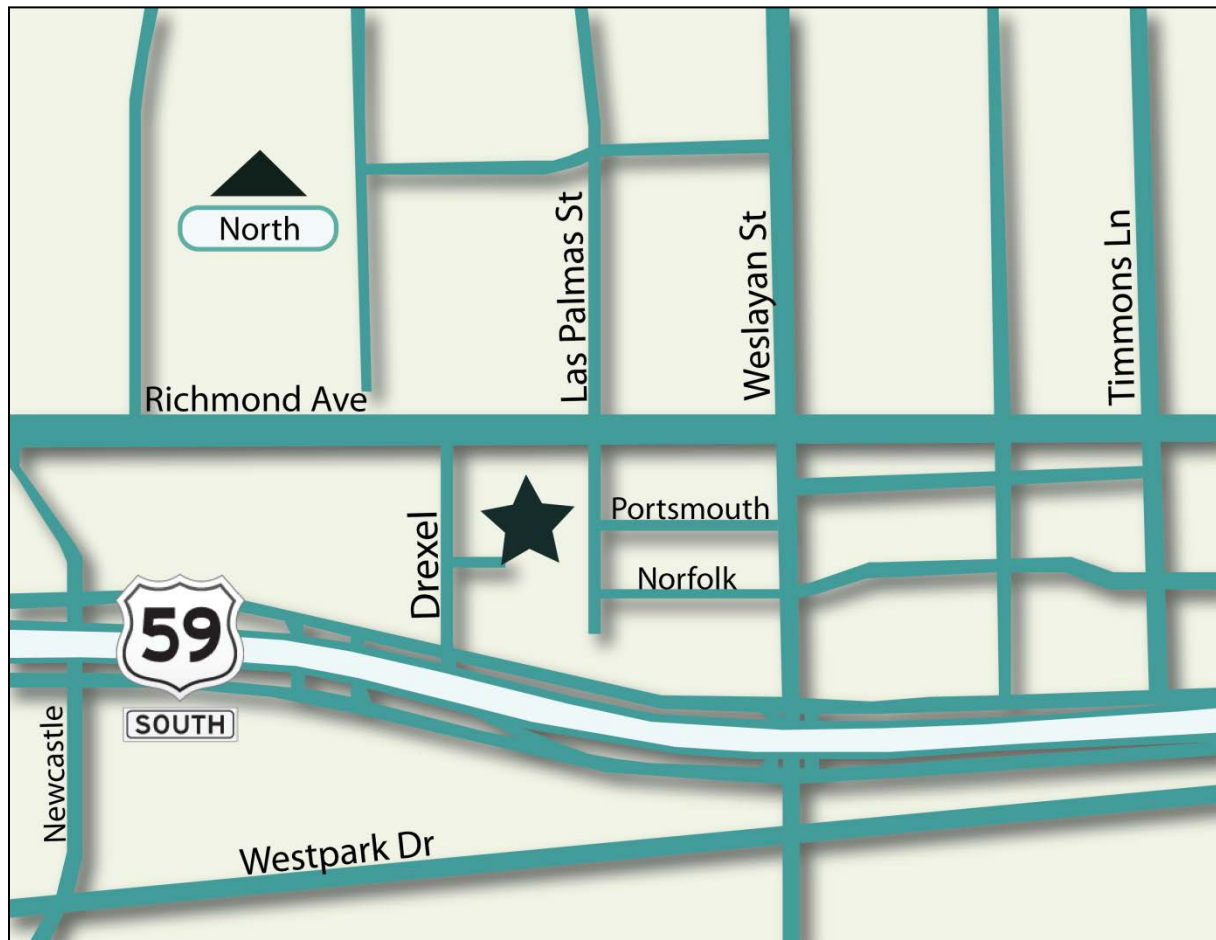 North
Las Palmas St
Weslayan St
Timmons Ln
Richmond Ave
Portsmouth
Drexel
Norfolk
59
SOUTH
Newcastle
Westpark Dr